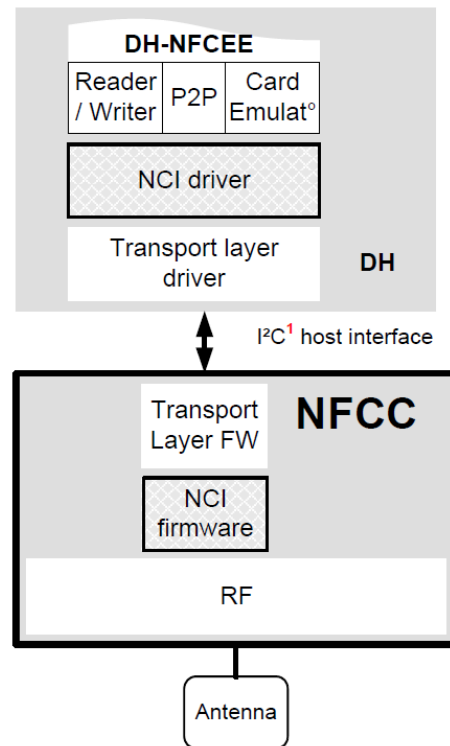 DH-NFCEE
Reader
/ Writer
P2P
Card
Emulat°
NCI driver
Transport layer
driver
DH
I²C¹ host interface
Transport
Layer FW
NFCC
NCI
firmware
RF
Antenna